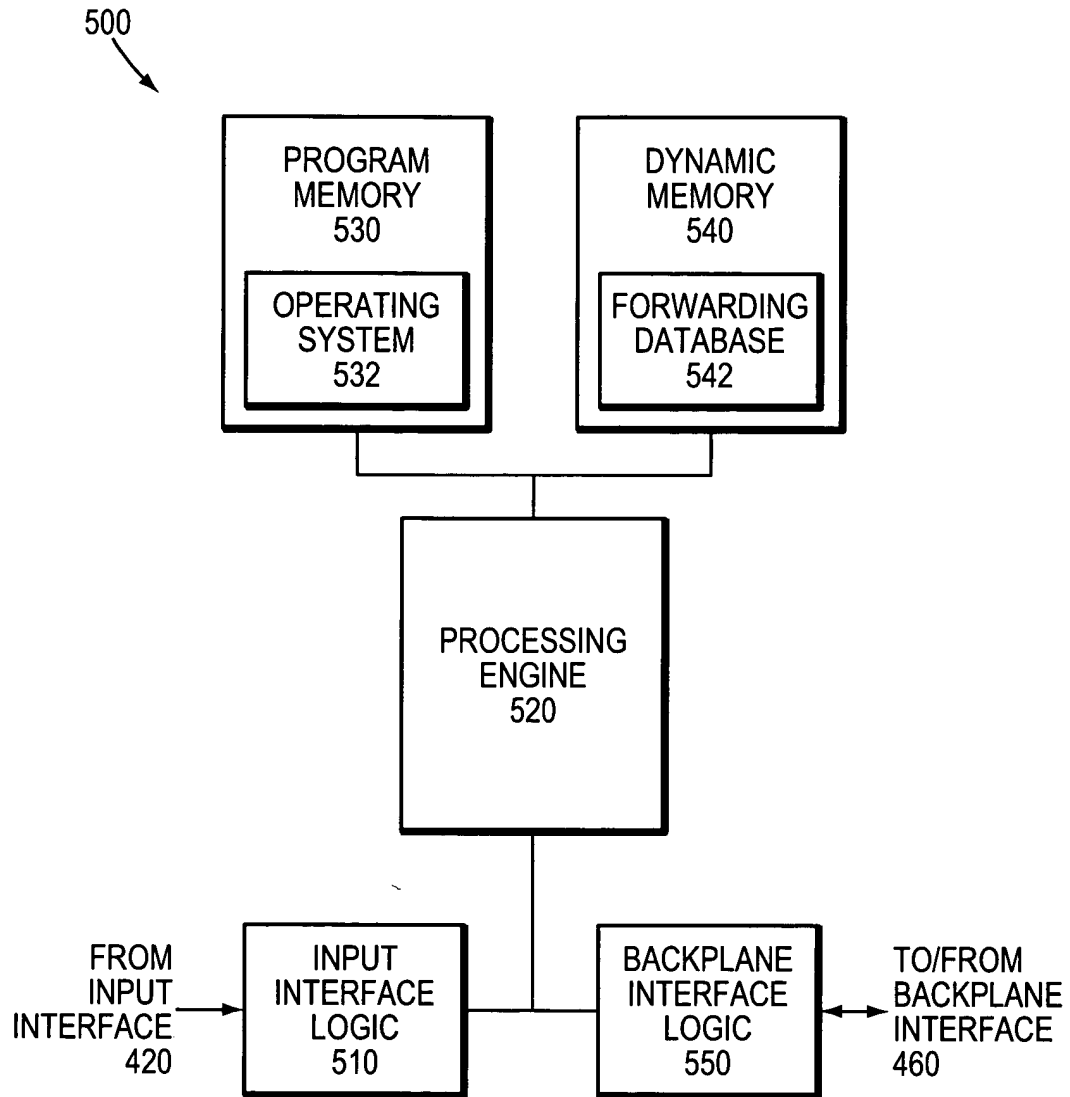 500
PROGRAM
MEMORY
530
OPERATING
SYSTEM
532
DYNAMIC
MEMORY
540
FORWARDING
DATABASE
542
PROCESSING
ENGINE
520
FROM
INPUT
INTERFACE
420
INPUT
INTERFACE
LOGIC
510
BACKPLANE
INTERFACE
LOGIC
550
TO/FROM
BACKPLANE
INTERFACE
460